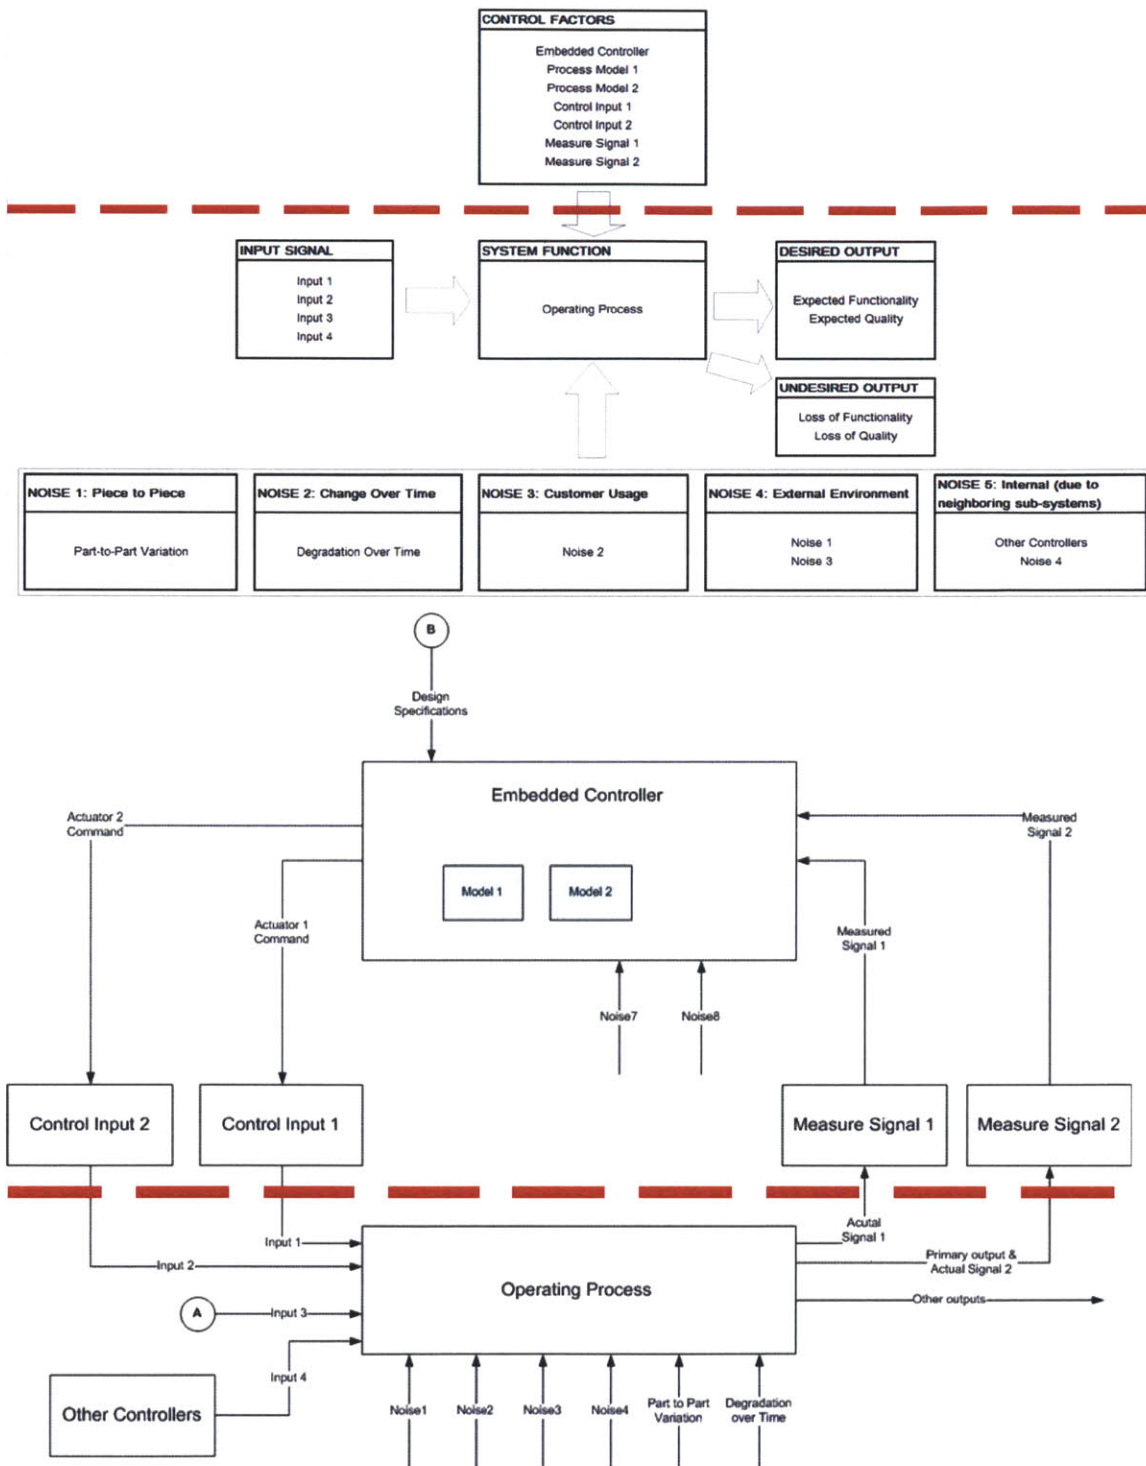 CONTROL FACTORS
Embedded Controller
Process Model 1
Process Model 2
Control Input 1
Control Input 2
Measure Signal 1
Measure Signal 2
INPUT SIGNAL
Input 1
Input 2
Input 3
Input 4
SYSTEM FUNCTION
Operating Process
DESIRED OUTPUT
Expected Functionality
Expected Quality
UNDESIRED OUTPUT
Loss of Functionality
Loss of Quality
NOISE 1: Piece to Piece
Part-to-Part Variation
NOISE 2: Change Over Time
Degradation Over Time
NOISE 3: Customer Usage
Noise 2
NOISE 4: External Environment
Noise 1
Noise 3
NOISE 5: Internal (due to
neighboring sub-systems)
Other Controllers
Noise 4
B
Design
Specifications
Embedded Controller
Model 1
Model 2
Actuator 2
Command
Actuator 1
Command
Measured
Signal 2
Measured
Signal 1
Noise7
Noise8
Control Input 2
Control Input 1
Measure Signal 1
Measure Signal 2
Input 1
Input 2
A
Input 3
Input 4
Other Controllers
Operating Process
Acutal
Signal 1
Primary output &
Actual Signal 2
Other outputs
Noise1
Noise2
Noise3
Noise4
Part to Part
Variation
Degradation
over Time